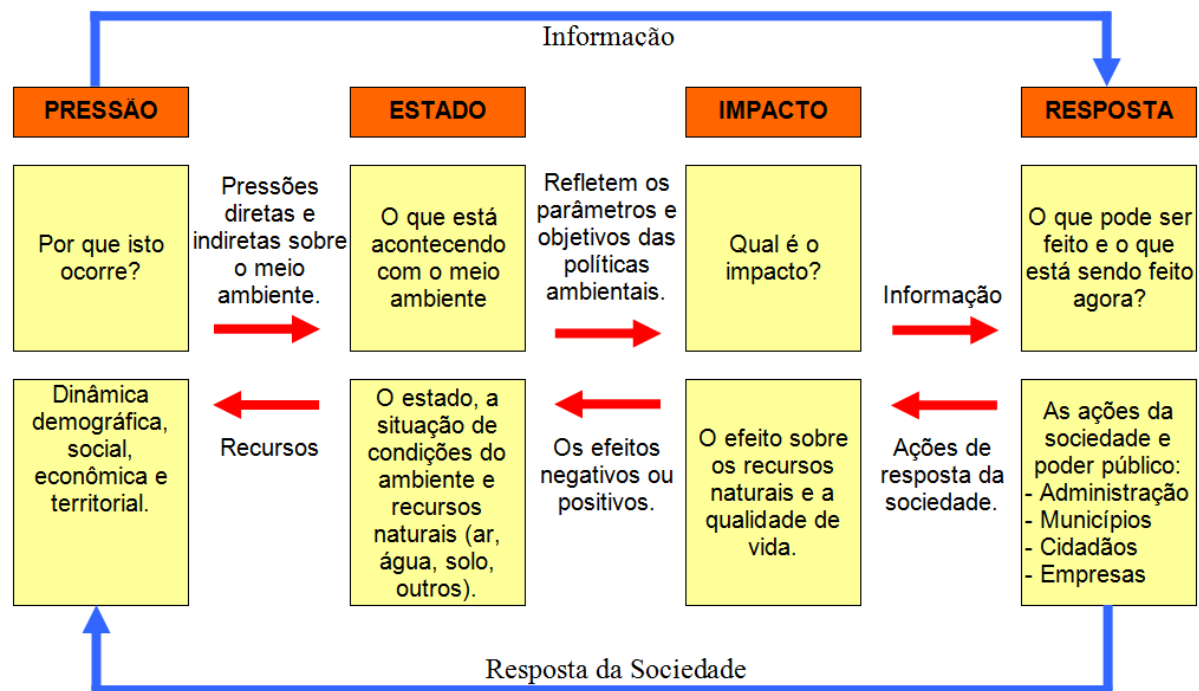 Informação
PRESSÃO
ESTADO
IMPACTO
RESPOSTA
Por que isto
ocorre?
Pressões
diretas e
indiretas sobre
o meio
ambiente.
O que está
acontecendo
com o meio
ambiente
Refletem os
parâmetros e
objetivos das
políticas
ambientais.
Qual é o
impacto?
Informação
O que pode ser
feito e o que
está sendo feito
agora?
Dinâmica
demográfica,
social,
econômica e
territorial.
Recursos
O estado, a
situação de
condições do
ambiente e
recursos
naturais (ar,
água, solo,
outros).
Os efeitos
negativos ou
positivos.
O efeito sobre
os recursos
naturais e a
qualidade de
vida.
Ações de
resposta da
sociedade.
As ações da
sociedade e
poder público:
- Administração
- Municípios
- Cidadãos
- Empresas
Resposta da Sociedade